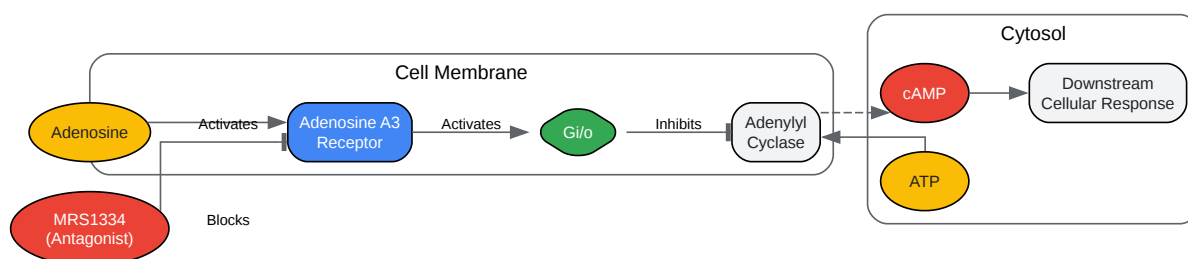 Cytosol
Cell Membrane
Adenosine
Activates
Adenosine A3
Receptor
Activates
Gi/o
Inhibits
Adenylyl
Cyclase
cAMP
Downstream
Cellular Response
ATP
MRS1334
(Antagonist)
Blocks